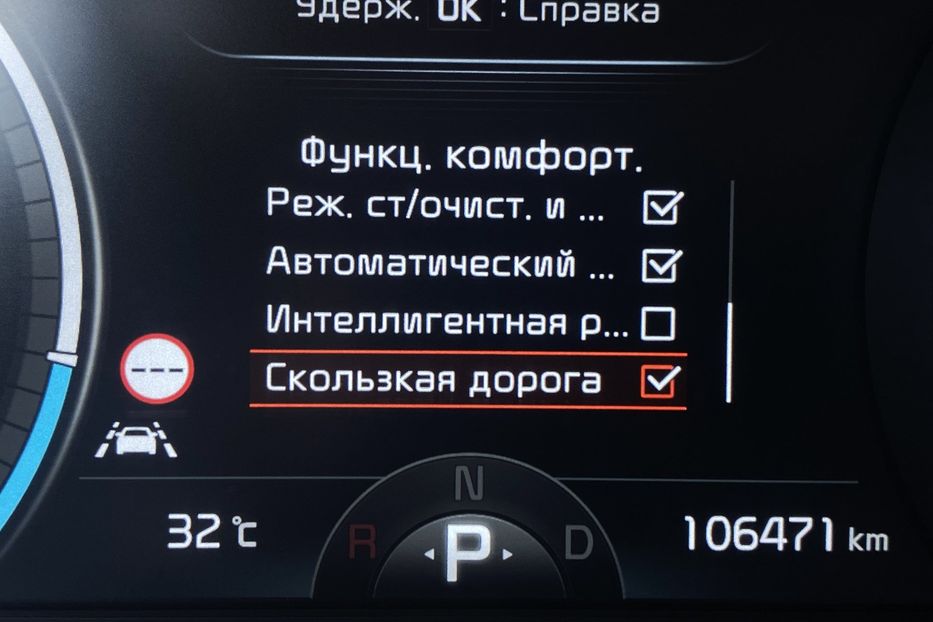 Удерж. OK : Справка
Функц. комфорт.
Реж. ст/очист. и ...
Автоматический ...
Интеллигентная р...
Скользкая дорога
---
N
32 °C
R
P
D
106471 km